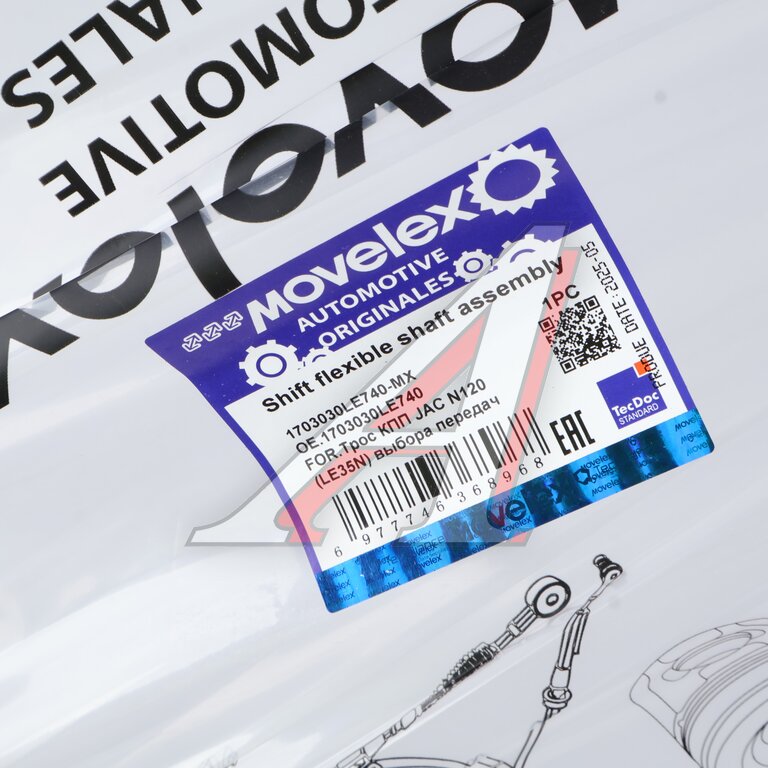 AUTOMOTIVE
Movelex
AUTOMOTIVE
ORIGINALES
Shift flexible shaft assembly
1PC
PRODUE DATE:2025-05
1703030LE740-MX
OE.1703030LE740
FOR.Трос КПП JAC N120
(LE35N) выбора передач
TecDoc
STANDARD
EAC
6 977746 368968
Movelex